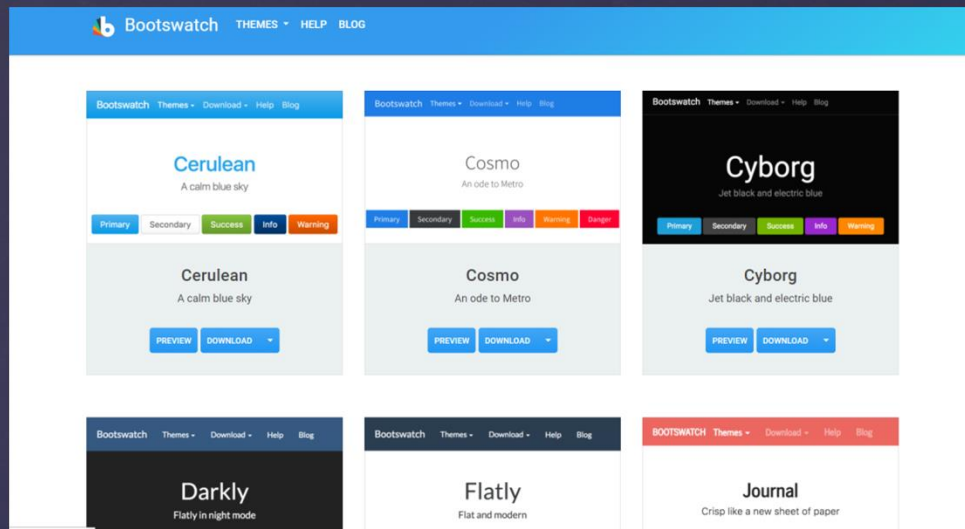 Bootswatch THEMES HELP BLOG
Bootswatch Themes Download Help Blog
Cerulean
A calm blue sky
Primary Secondary Success Info Warning
Cerulean
A calm blue sky
PREVIEW DOWNLOAD
Bootswatch Themes Download Help Blog
Cosmo
An ode to Metro
Primary Secondary Success Info Warning Danger
Cosmo
An ode to Metro
PREVIEW DOWNLOAD
Bootswatch Themes Download Help Blog
Cyborg
Jet black and electric blue
Primary Secondary Success Info Warning
Cyborg
Jet black and electric blue
PREVIEW DOWNLOAD
Bootswatch Themes Download Help Blog
Darkly
Flatly in night mode
Bootswatch Themes Download Help Blog
Flatly
Flat and modern
BOOTSWATCH Themes Download Help Blog
Journal
Crisp like a new sheet of paper